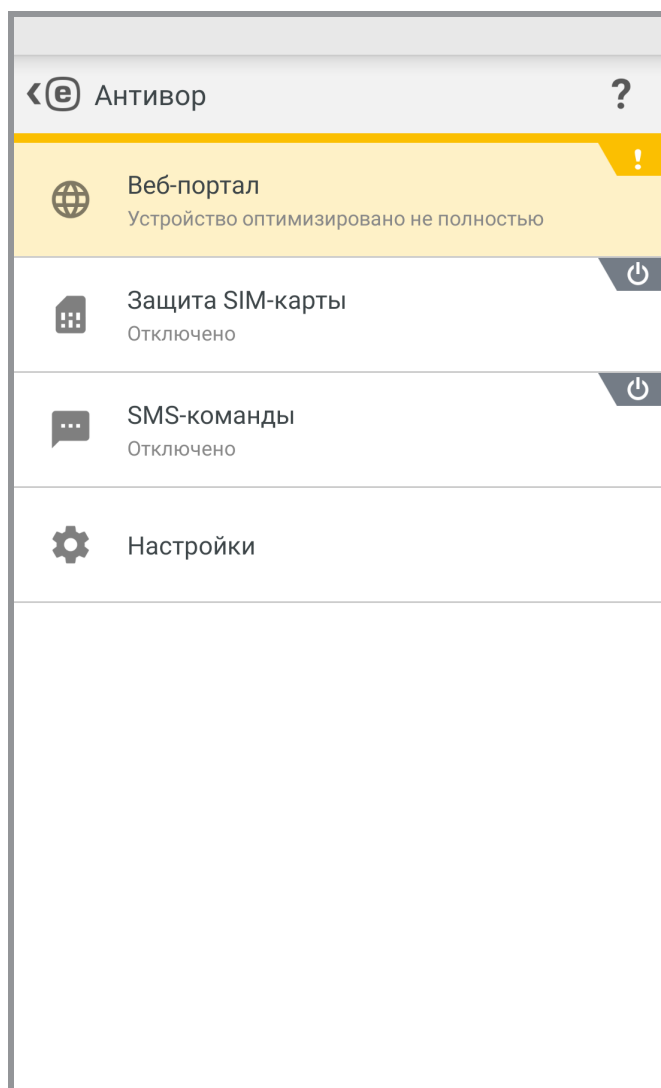 e Антивор ?
Веб-портал
Устройство оптимизировано не полностью
Защита SIM-карты
Отключено
SMS-команды
Отключено
Настройки